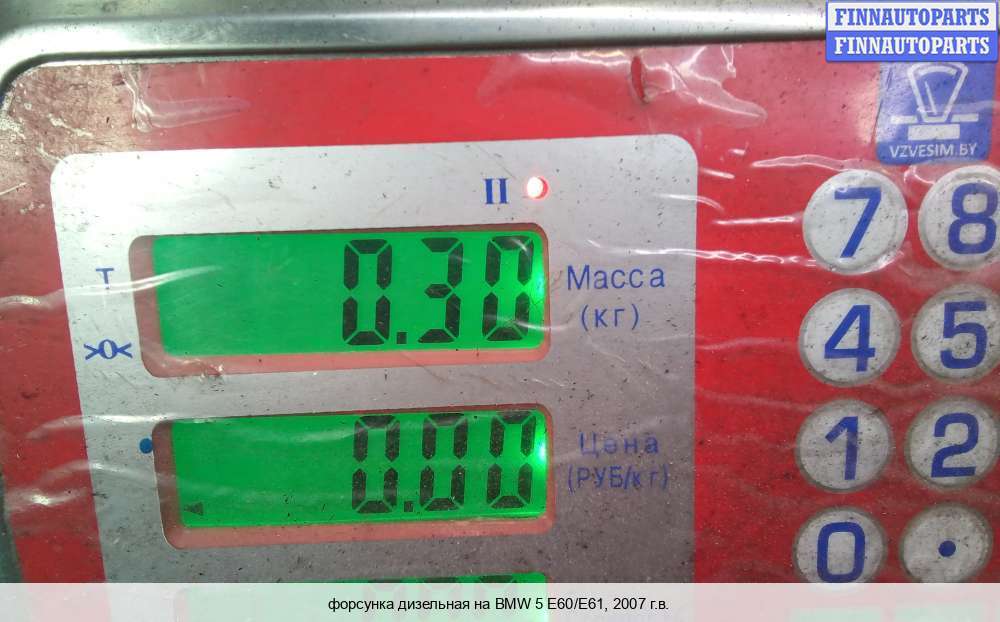 FINNAUTOPARTS
FINNAUTOPARTS
VZVESIM.BY
II
7 8
T
0.30
Масса
(кг)
>0<
4 5
0.00
Цена
(РУБ/кг)
1 2
0 .
форсунка дизельная на BMW 5 E60/E61, 2007 г.в.